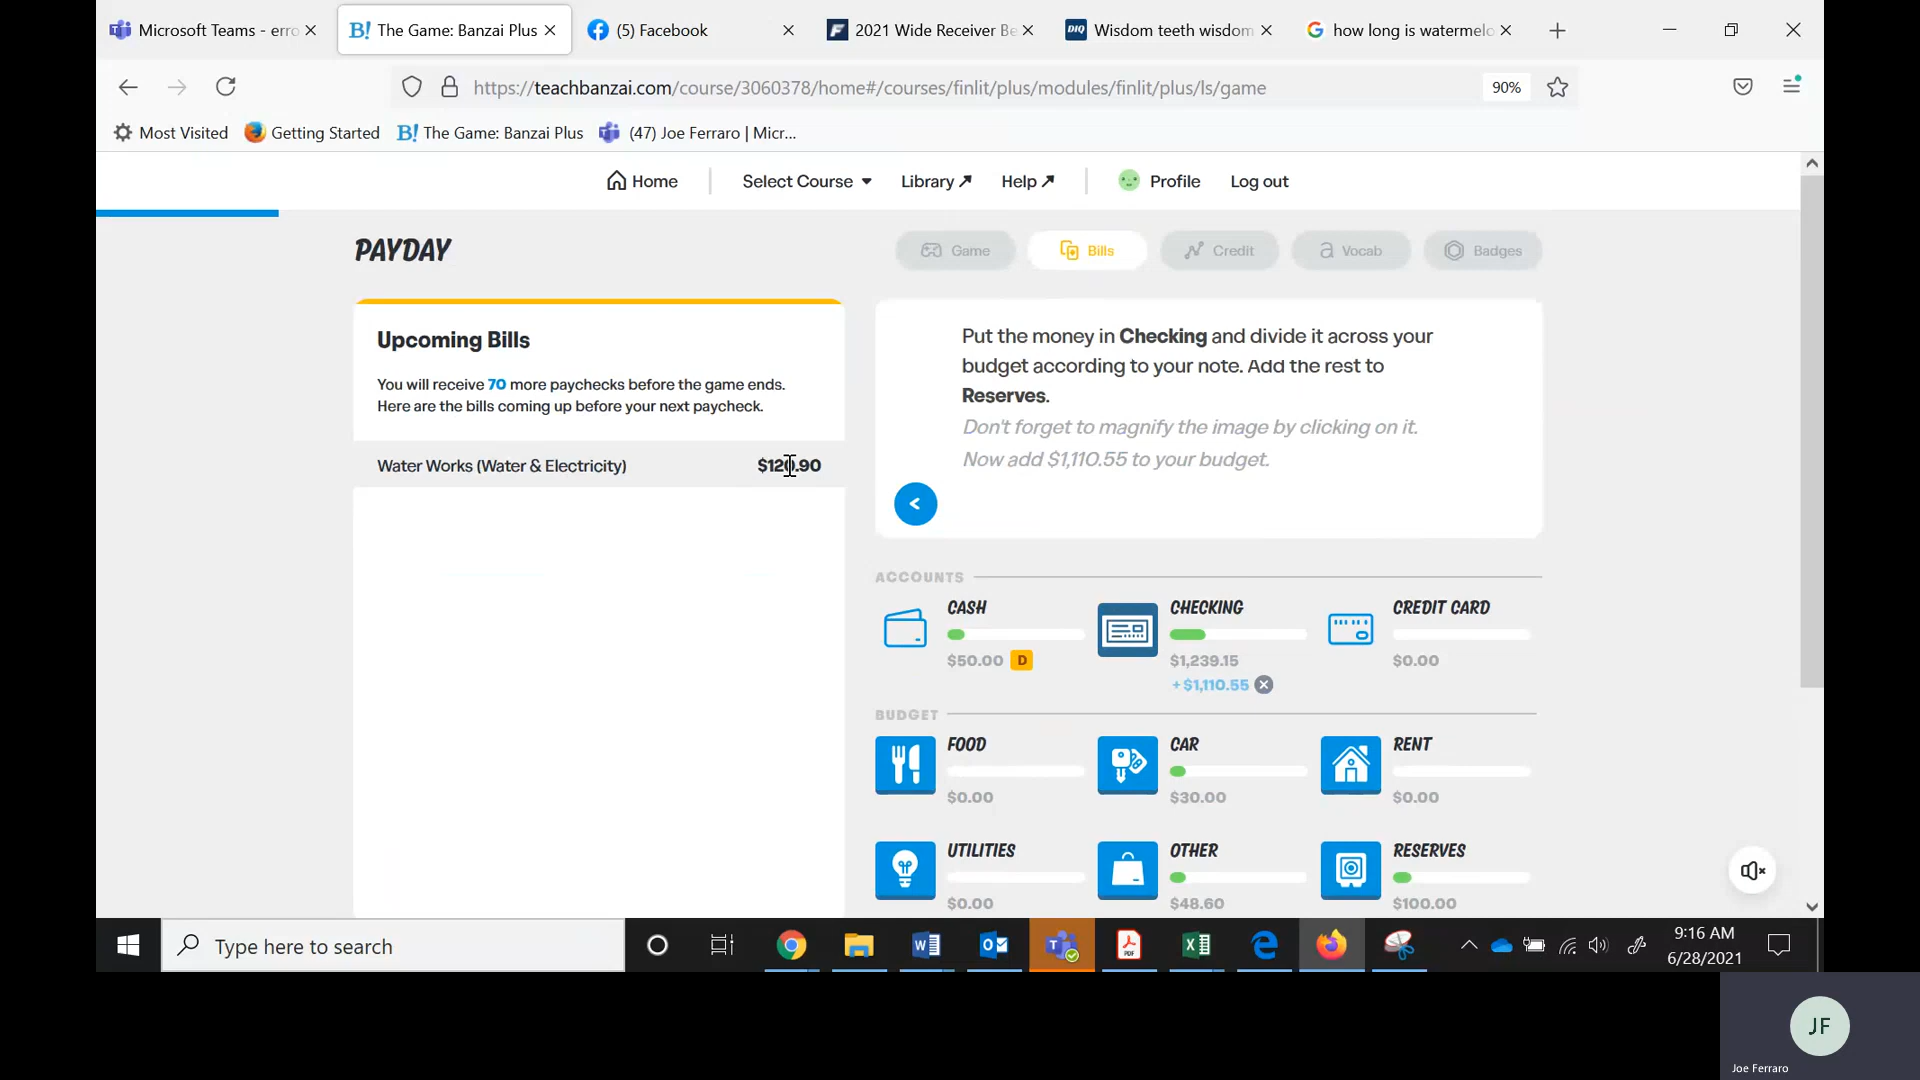 Microsoft Teams - erro
B! The Game: Banzai Plus
(5) Facebook
2021 Wide Receiver Be
DIQ Wisdom teeth wisdom
how long is watermelo
https://teachbanzai.com/course/3060378/home#/courses/finlit/plus/modules/finlit/plus/ls/game
90%
Most Visited
Getting Started
B! The Game: Banzai Plus
(47) Joe Ferraro | Micr...
Home
Select Course
Library
Help
Profile
Log out
PAYDAY
Game
Bills
Credit
a Vocab
Badges
Upcoming Bills
You will receive 70 more paychecks before the game ends.
Here are the bills coming up before your next paycheck.
Water Works (Water & Electricity) $120.90
Put the money in Checking and divide it across your
budget according to your note. Add the rest to
Reserves.
Don't forget to magnify the image by clicking on it.
Now add $1,110.55 to your budget.
<
ACCOUNTS
CASH
$50.00 D
CHECKING
$1,239.15
+$1,110.55
CREDIT CARD
$0.00
BUDGET
FOOD
$0.00
CAR
$30.00
RENT
$0.00
UTILITIES
$0.00
OTHER
$48.60
RESERVES
$100.00
Type here to search
9:16 AM
6/28/2021
JF
Joe Ferraro